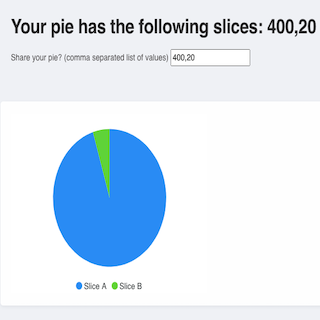 Your pie has the following slices: 400,20
Share your pie? (comma separated list of values) 400,20
Slice A Slice B